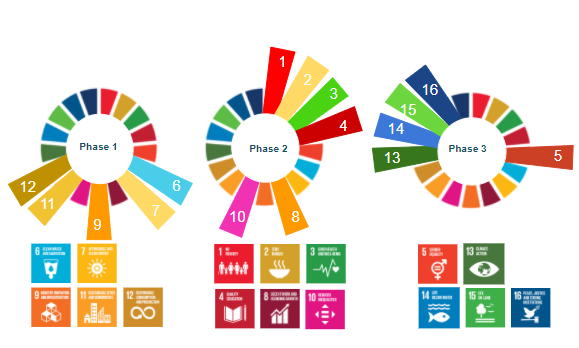 Phase 1
12
11
9
7
6
Phase 2
1
2
3
4
8
10
Phase 3
16
15
14
13
5
6 CLEAN WATER AND SANITATION
7 AFFORDABLE AND CLEAN ENERGY
9 INDUSTRY, INNOVATION AND INFRASTRUCTURE
11 SUSTAINABLE CITIES AND COMMUNITIES
12 RESPONSIBLE CONSUMPTION AND PRODUCTION
1 NO POVERTY
2 ZERO HUNGER
3 GOOD HEALTH AND WELL-BEING
4 QUALITY EDUCATION
8 DECENT WORK AND ECONOMIC GROWTH
10 REDUCED INEQUALITIES
5 GENDER EQUALITY
13 CLIMATE ACTION
14 LIFE BELOW WATER
15 LIFE ON LAND
16 PEACE, JUSTICE AND STRONG INSTITUTIONS